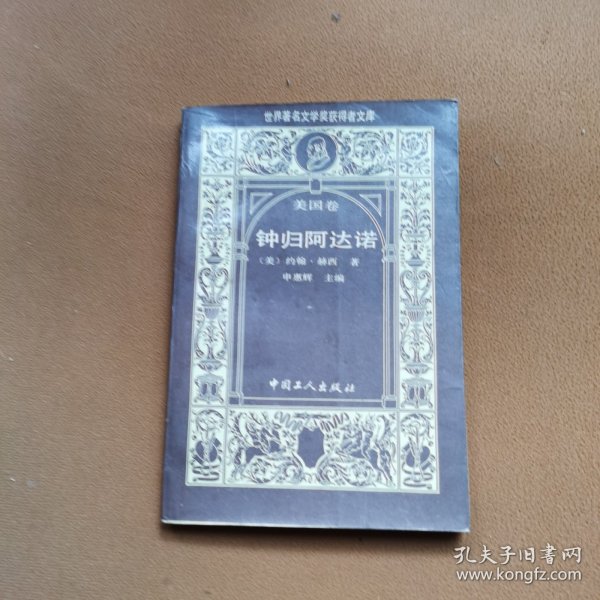 世界著名文学奖获得者文库
美国卷
钟归阿达诺
（美）约翰·赫西 著
申惠辉 主编
中国工人出版社
孔夫子旧书网
www.kongfz.com